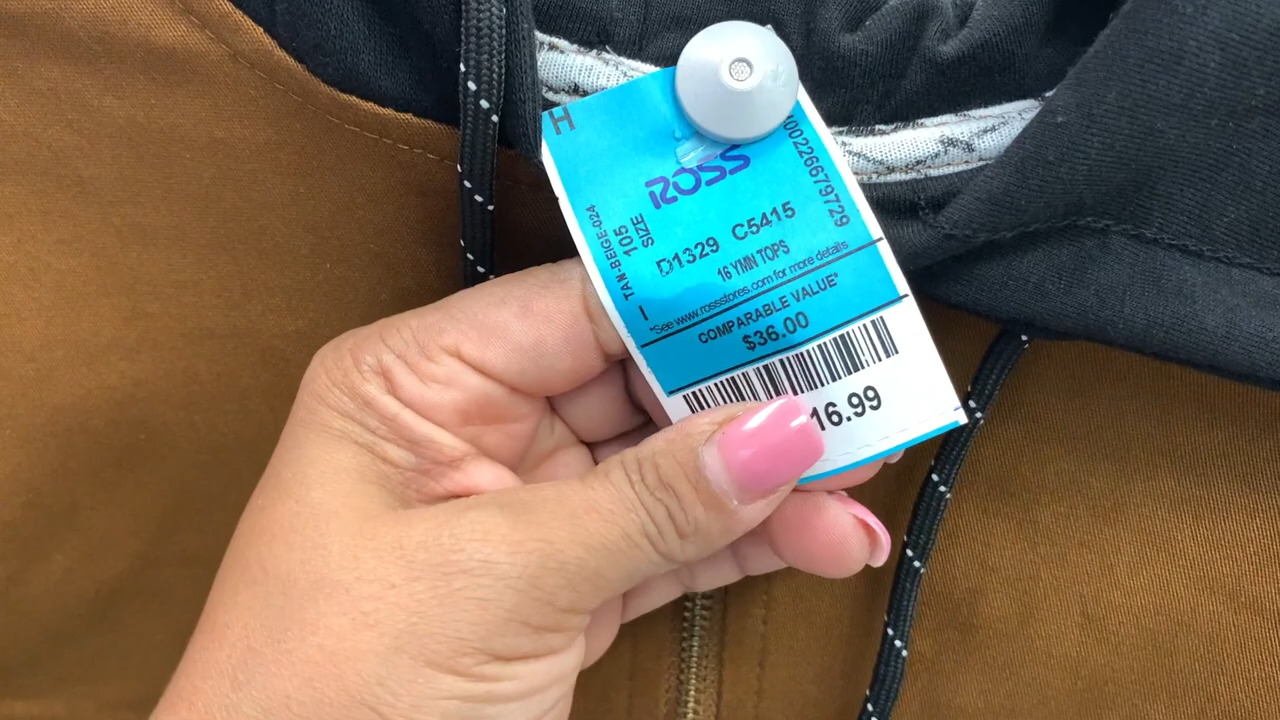 H
ROSS
400226679729
TAN-BEIGE-024
105
SIZE
D1329 C5415
16 YMN TOPS
*See www.rossstores.com for more details
COMPARABLE VALUE*
$36.00
16.99